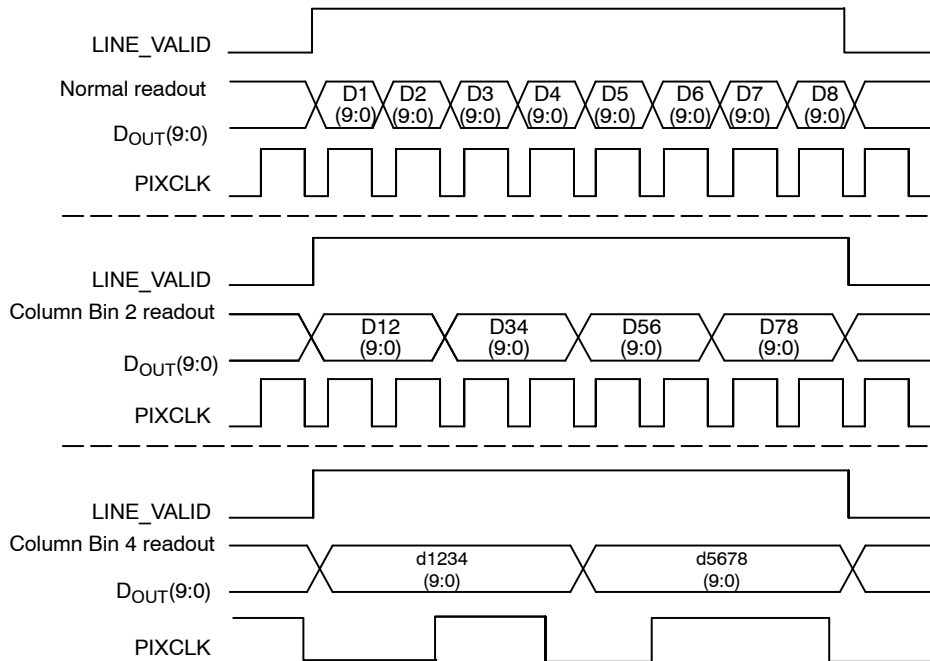 LINE_VALID
Normal readout
D1 D2 D3 D4 D5 D6 D7 D8
(9:0) (9:0) (9:0) (9:0) (9:0) (9:0) (9:0) (9:0)
DOUT(9:0)
PIXCLK
LINE_VALID
Column Bin 2 readout
D12 D34 D56 D78
(9:0) (9:0) (9:0) (9:0)
DOUT(9:0)
PIXCLK
LINE_VALID
Column Bin 4 readout
d1234 d5678
(9:0) (9:0)
DOUT(9:0)
PIXCLK